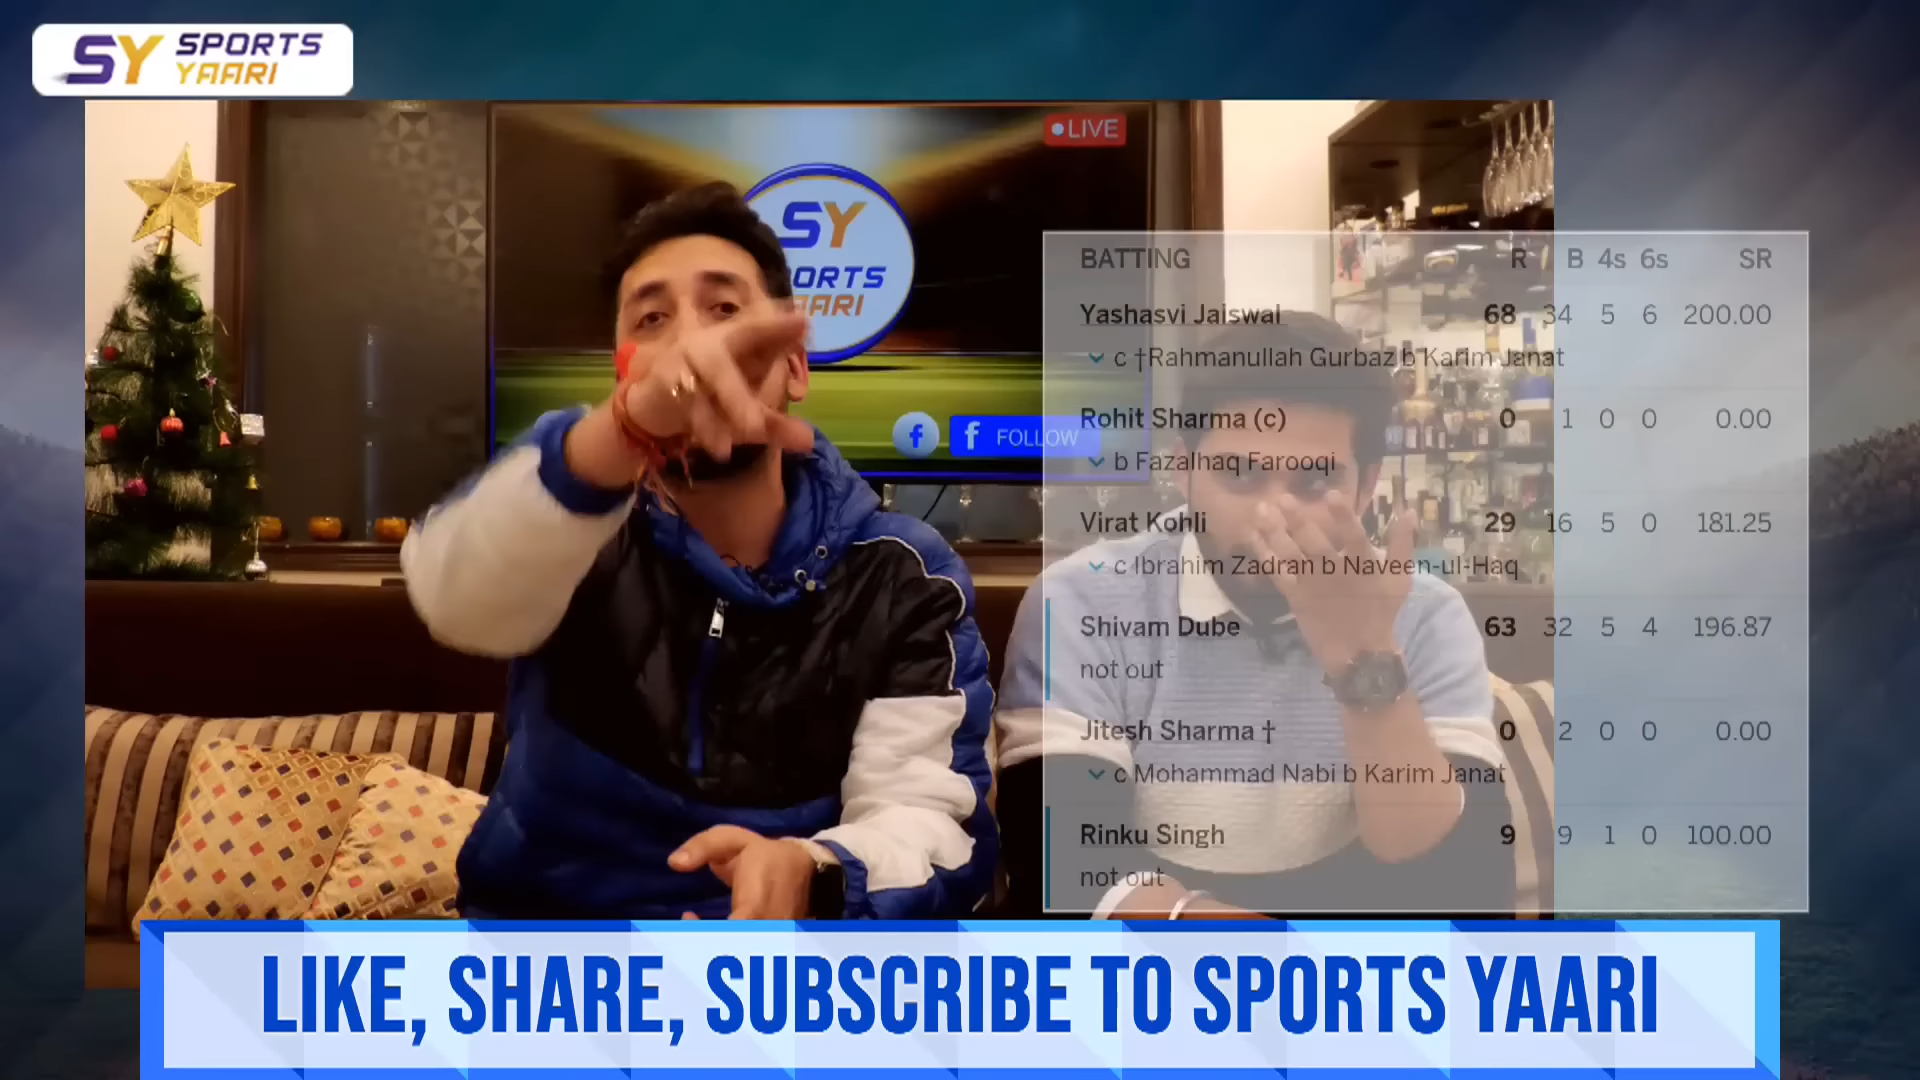 SY SPORTS
YAARI
LIVE
SY
PORTS
AARI
f f FOLLOW
BATTING R B 4s 6s SR
Yashasvi Jaiswal 68 34 5 6 200.00
c †Rahmanullah Gurbaz b Karim Janat
Rohit Sharma (c) 0 1 0 0 0.00
b Fazalhaq Farooqi
Virat Kohli 29 16 5 0 181.25
c Ibrahim Zadran b Naveen-ul-Haq
Shivam Dube 63 32 5 4 196.87
not out
Jitesh Sharma † 0 2 0 0 0.00
c Mohammad Nabi b Karim Janat
Rinku Singh 9 9 1 0 100.00
not out
LIKE, SHARE, SUBSCRIBE TO SPORTS YAARI